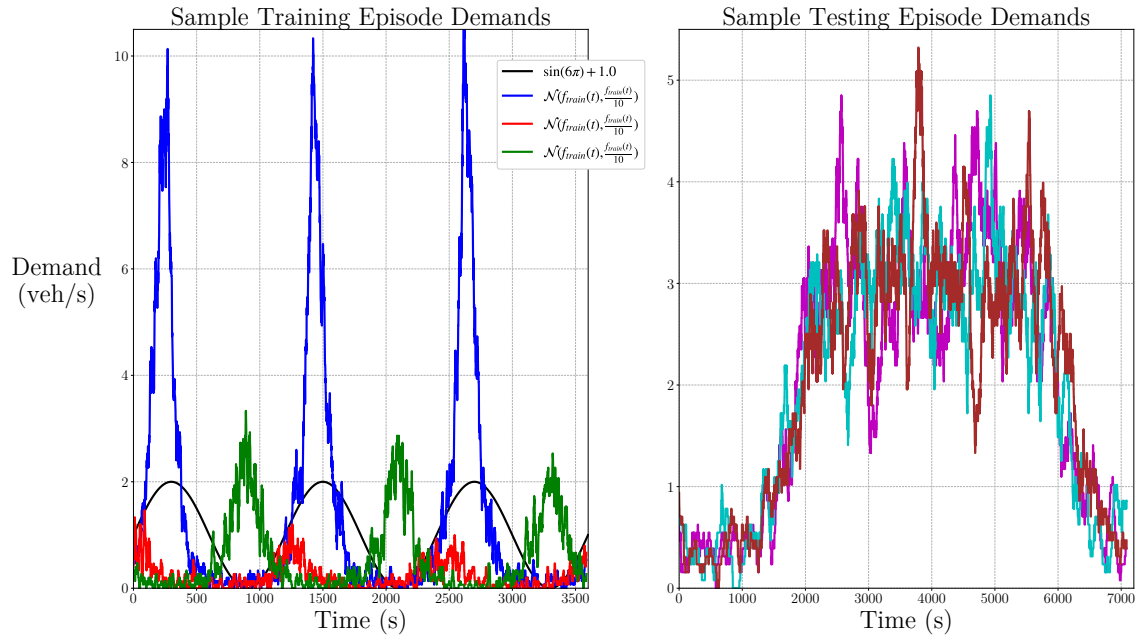 Sample Training Episode Demands
Sample Testing Episode Demands
Demand
(veh/s)
0
2
4
6
8
10
sin(6π) + 1.0
𝒩(f_train(t), f_train(t)/10)
𝒩(f_train(t), f_train(t)/10)
𝒩(f_train(t), f_train(t)/10)
0 500 1000 1500 2000 2500 3000 3500
Time (s)
5
4
3
2
1
0
0 1000 2000 3000 4000 5000 6000 7000
Time (s)